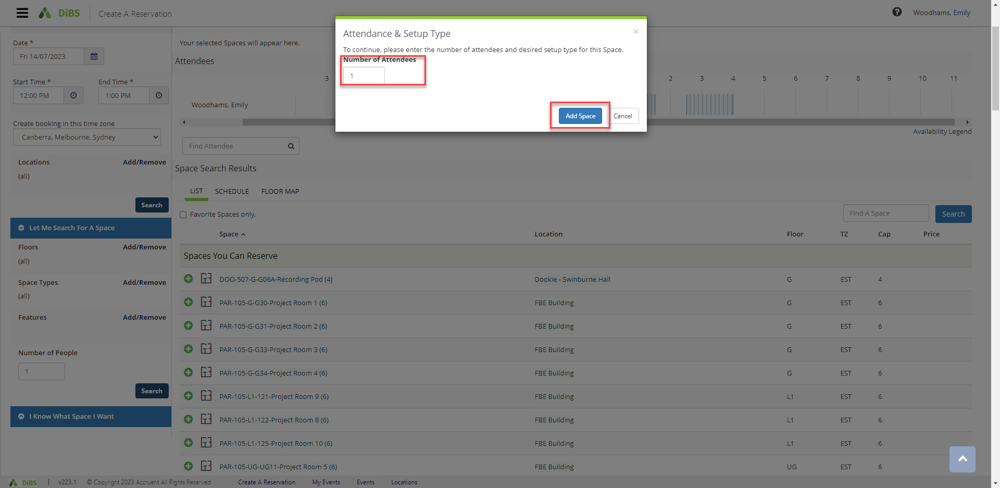 DiBS
Create A Reservation
Woodhams, Emily
Attendance & Setup Type
×
To continue, please enter the number of attendees and desired setup type for this Space.
Number of Attendees
1
Add Space
Cancel
Date *
Fri 14/07/2023
Start Time *
End Time *
12:00 PM
1:00 PM
Create booking in this time zone
Canberra, Melbourne, Sydney
Locations
Add/Remove
(all)
Search
Let Me Search For A Space
Floors
Add/Remove
(all)
Space Types
Add/Remove
(all)
Features
Add/Remove
Number of People
1
Search
I Know What Space I Want
Your selected Spaces will appear here.
Attendees
3 2 3 4 5 6 7 8 9 10 11
Woodhams, Emily
Availability Legend
Find Attendee
Space Search Results
LIST SCHEDULE FLOOR MAP
Favorite Spaces only.
Find A Space
Search
Space Location Floor TZ Cap Price
Spaces You Can Reserve
DOO-507-G-G06A-Recording Pod (4) Dookie - Swinburne Hall G EST 4
PAR-105-G-G30-Project Room 1 (6) FBE Building G EST 6
PAR-105-G-G31-Project Room 2 (6) FBE Building G EST 6
PAR-105-G-G33-Project Room 3 (6) FBE Building G EST 6
PAR-105-G-G34-Project Room 4 (6) FBE Building G EST 6
PAR-105-L1-121-Project Room 9 (6) FBE Building L1 EST 6
PAR-105-L1-122-Project Room 8 (6) FBE Building L1 EST 6
PAR-105-L1-125-Project Room 10 (6) FBE Building L1 EST 6
PAR-105-UG-UG11-Project Room 5 (6) FBE Building UG EST 6
DiBS | v223.1 © Copyright 2023 Accruent All Rights Reserved Create A Reservation My Events Events Locations